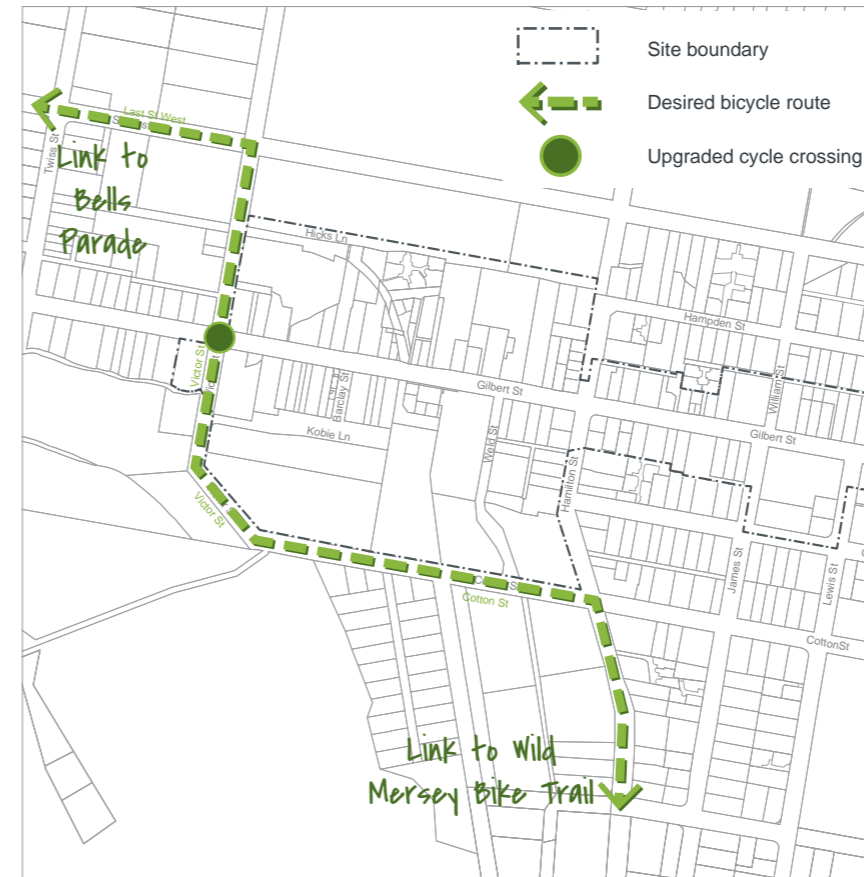 Site boundary
Desired bicycle route
Upgraded cycle crossing
Last St West
Twiss St
Link to
Bells
Parade
Hicks Ln
Hampden St
Victor St
William St
Barclay St
Gilbert St
Gilbert St
Kobie Ln
Weld St
Hamilton St
Victor St
James St
Lewis St
Cotton St
CottonSt
Link to Wild
Mersey Bike Trail